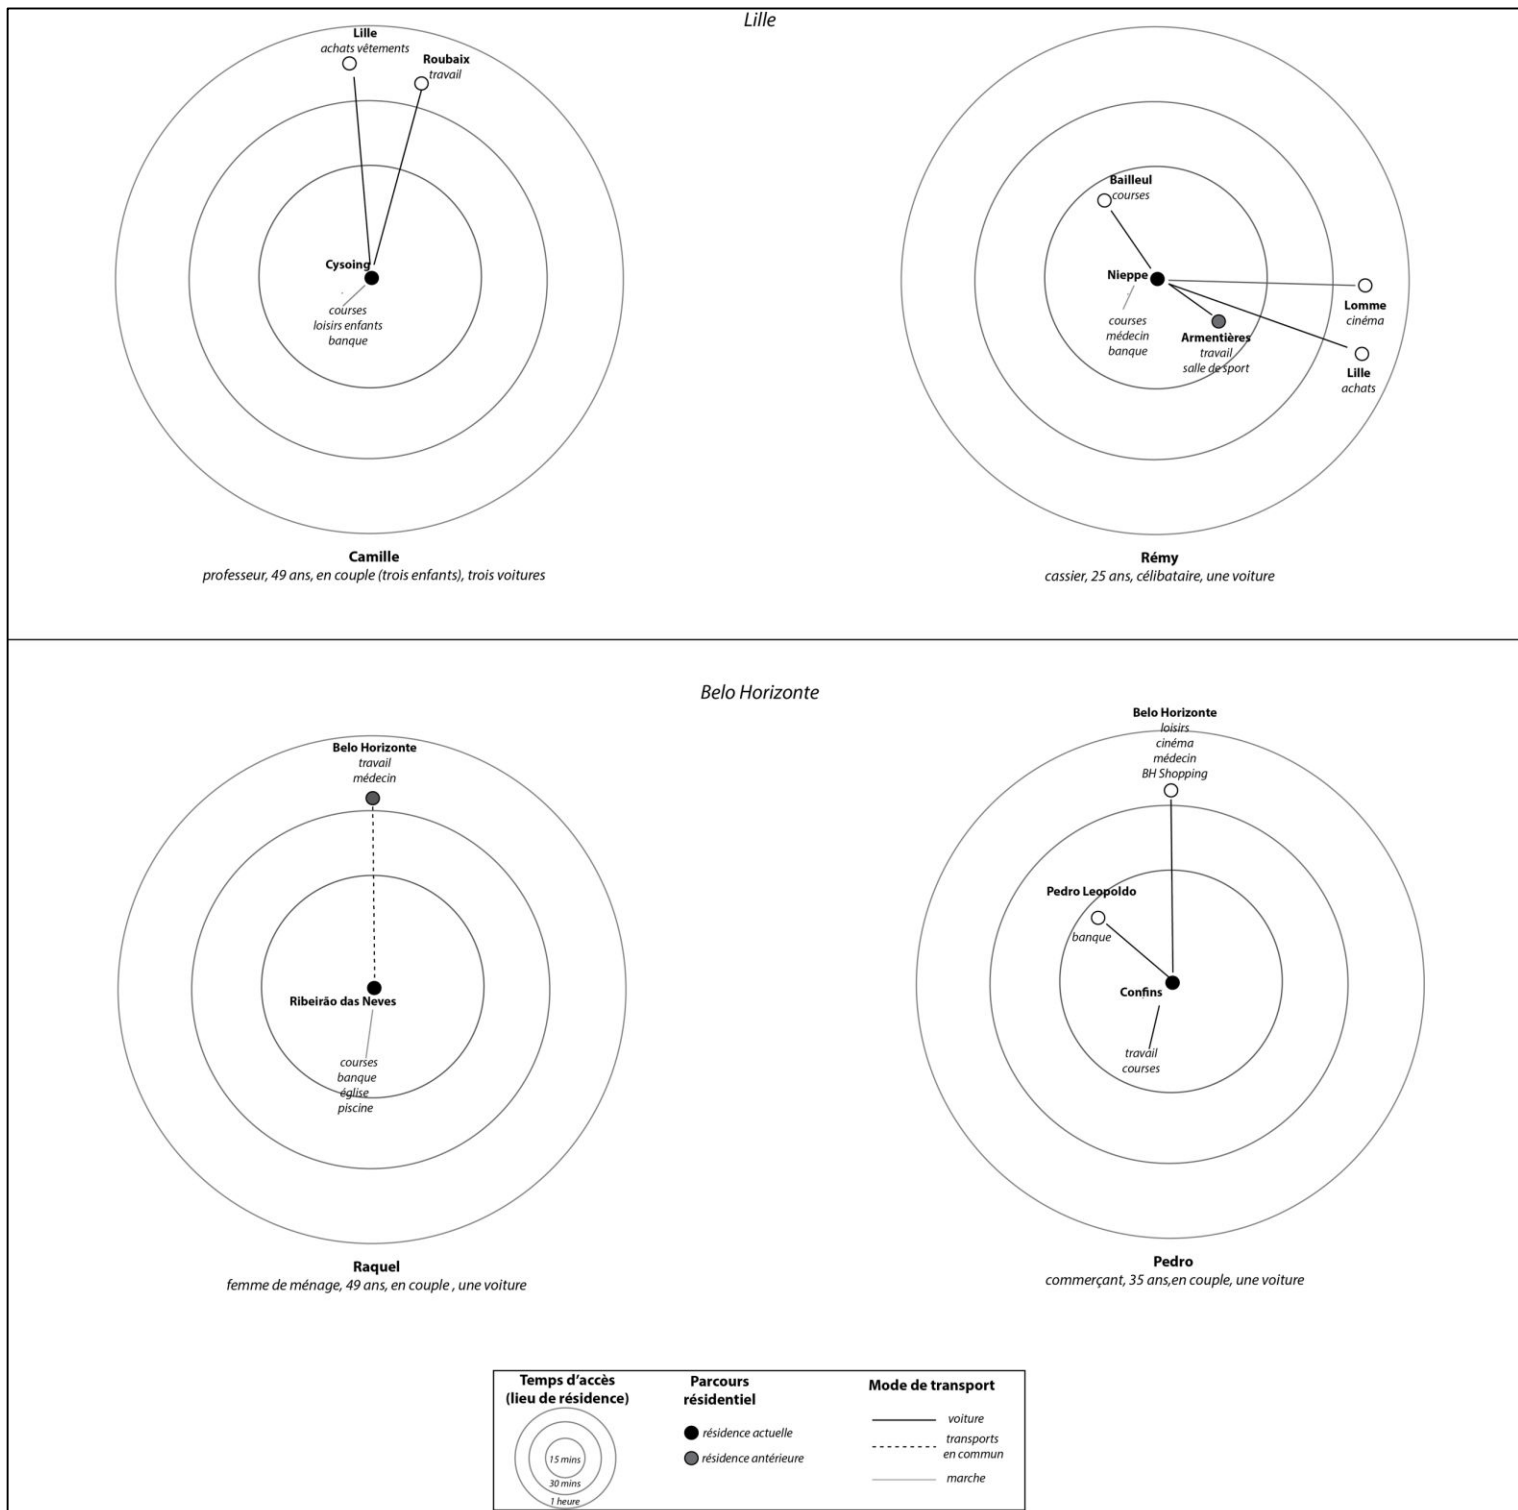 Lille
Lille
achats vêtements
Roubaix
travail
Cysoing
courses
loisirs enfants
banque
Camille
professeur, 49 ans, en couple (trois enfants), trois voitures
Bailleul
courses
Nieppe
courses
médecin
banque
Armentières
travail
salle de sport
Lomme
cinéma
Lille
achats
Rémy
cassier, 25 ans, célibataire, une voiture
Belo Horizonte
Belo Horizonte
travail
médecin
Ribeirão das Neves
courses
banque
église
piscine
Raquel
femme de ménage, 49 ans, en couple , une voiture
Belo Horizonte
loisirs
cinéma
médecin
BH Shopping
Pedro Leopoldo
banque
Confins
travail
courses
Pedro
commerçant, 35 ans,en couple, une voiture
Temps d’accès
(lieu de résidence)
15 mins
30 mins
1 heure
Parcours
résidentiel
résidence actuelle
résidence antérieure
Mode de transport
voiture
transports
en commun
marche